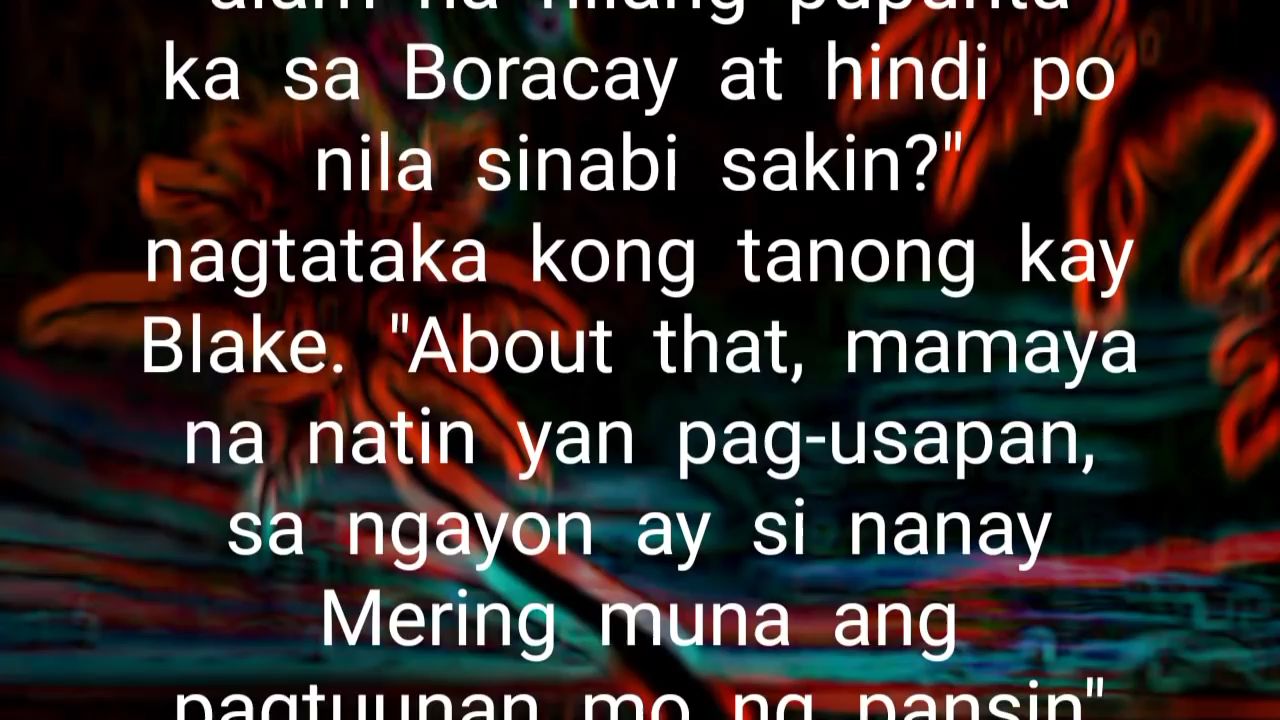 alam na nilang pupunta
ka sa Boracay at hindi po
nila sinabi sakin?"
nagtataka kong tanong kay
Blake. "About that, mamaya
na natin yan pag-usapan,
sa ngayon ay si nanay
Mering muna ang
pagtuunan mo ng pansin"